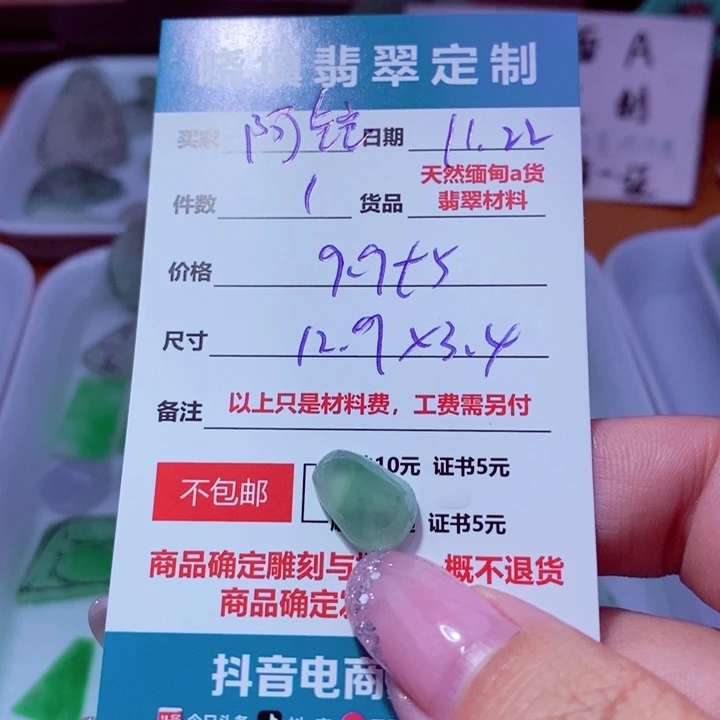 翡翠定制
买家 阿 日期 11.22
件数 1 货品 天然缅甸a货
翡翠材料
价格 9.9+5
尺寸 12.9×3.4
备注 以上只是材料费，工费需另付
不包邮
10元 证书5元
证书5元
商品确定雕刻与 概不退货
商品确定
抖音电商
今日头条
A